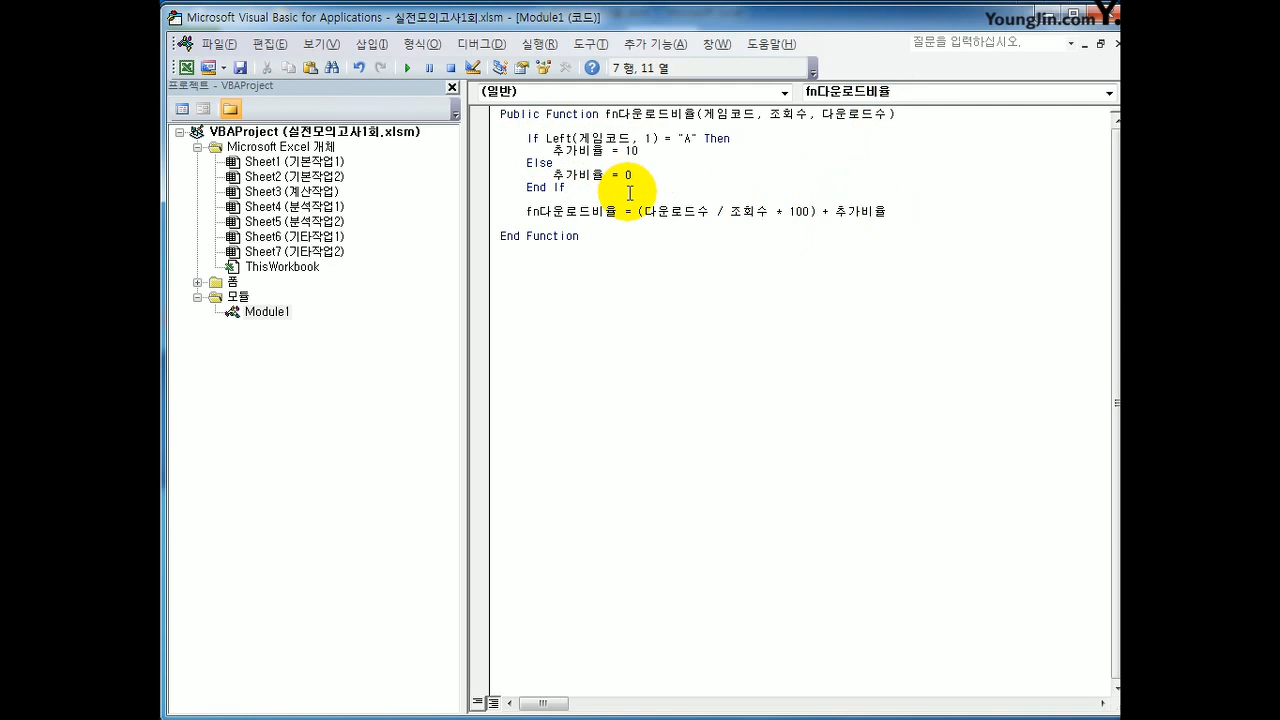 Microsoft Visual Basic for Applications - 실전모의고사1회.xlsm - [Module1 (코드)]
YoungJin.com Y.
파일(F) 편집(E) 보기(V) 삽입(I) 형식(O) 디버그(D) 실행(R) 도구(T) 추가 기능(A) 창(W) 도움말(H) 질문을 입력하십시오.
7 행, 11 열
프로젝트 - VBAProject
(일반) fn다운로드비율
VBAProject (실전모의고사1회.xlsm)
Microsoft Excel 개체
Sheet1 (기본작업1)
Sheet2 (기본작업2)
Sheet3 (계산작업)
Sheet4 (분석작업1)
Sheet5 (분석작업2)
Sheet6 (기타작업1)
Sheet7 (기타작업2)
ThisWorkbook
폼
모듈
Module1
Public Function fn다운로드비율(게임코드, 조회수, 다운로드수)
If Left(게임코드, 1) = "A" Then
추가비율 = 10
Else
추가비율 = 0
End If
fn다운로드비율 = (다운로드수 / 조회수 * 100) + 추가비율
End Function